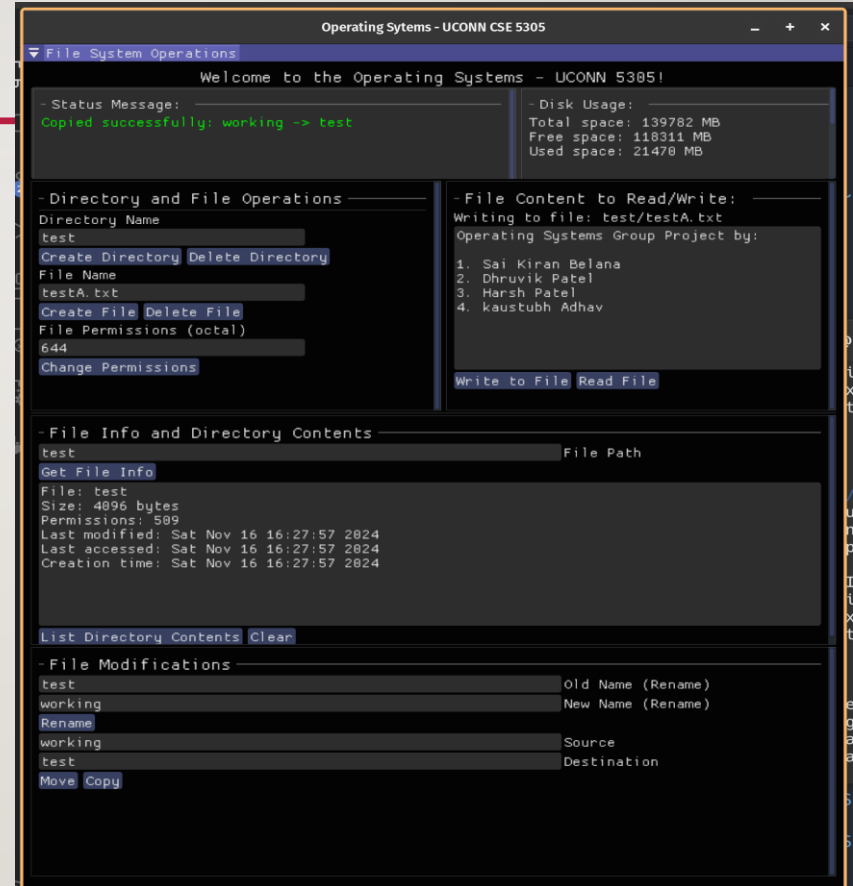 Operating Sytems - UCONN CSE 5305
File System Operations
Welcome to the Operating Systems - UCONN 5305!
Status Message:
Copied successfully: working -> test
Disk Usage:
Total space: 139782 MB
Free space: 118311 MB
Used space: 21470 MB
Directory and File Operations
Directory Name
test
Create Directory Delete Directory
File Name
testA.txt
Create File Delete File
File Permissions (octal)
644
Change Permissions
File Content to Read/Write:
Writing to file: test/testA.txt
Operating Systems Group Project by:
1. Sai Kiran Belana
2. Dhruvik Patel
3. Harsh Patel
4. kaustubh Adhav
Write to File Read File
File Info and Directory Contents
test File Path
Get File Info
File: test
Size: 4096 bytes
Permissions: 509
Last modified: Sat Nov 16 16:27:57 2024
Last accessed: Sat Nov 16 16:27:57 2024
Creation time: Sat Nov 16 16:27:57 2024
List Directory Contents Clear
File Modifications
test Old Name (Rename)
working New Name (Rename)
Rename
working Source
test Destination
Move Copy